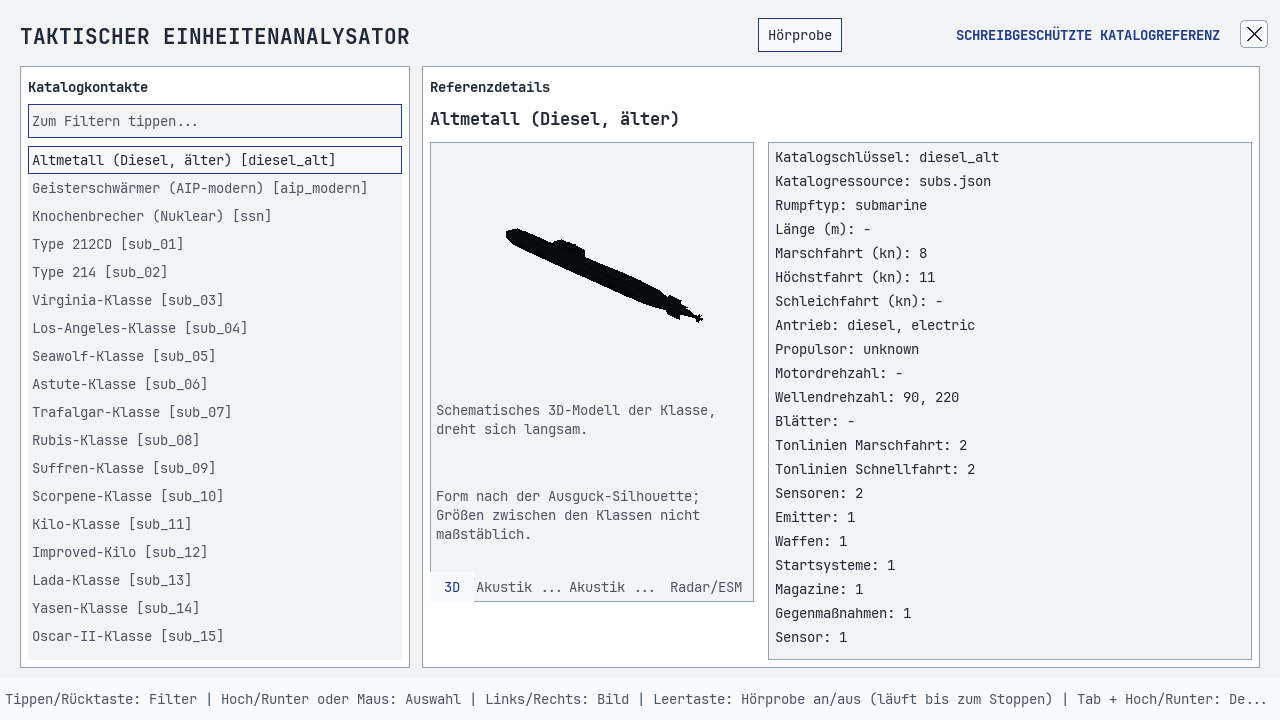 TAKTISCHER EINHEITENANALYSATOR
Hörprobe
SCHREIBGESCHÜTZTE KATALOGREFERENZ
Katalogkontakte
Zum Filtern tippen...
Altmetall (Diesel, älter) [diesel_alt]
Geisterschwärmer (AIP-modern) [aip_modern]
Knochenbrecher (Nuklear) [ssn]
Type 212CD [sub_01]
Type 214 [sub_02]
Virginia-Klasse [sub_03]
Los-Angeles-Klasse [sub_04]
Seawolf-Klasse [sub_05]
Astute-Klasse [sub_06]
Trafalgar-Klasse [sub_07]
Rubis-Klasse [sub_08]
Suffren-Klasse [sub_09]
Scorpene-Klasse [sub_10]
Kilo-Klasse [sub_11]
Improved-Kilo [sub_12]
Lada-Klasse [sub_13]
Yasen-Klasse [sub_14]
Oscar-II-Klasse [sub_15]
Referenzdetails
Altmetall (Diesel, älter)
Schematisches 3D-Modell der Klasse,
dreht sich langsam.
Form nach der Ausguck-Silhouette;
Größen zwischen den Klassen nicht
maßstäblich.
3D Akustik ... Akustik ... Radar/ESM
Katalogschlüssel: diesel_alt
Katalogressource: subs.json
Rumpftyp: submarine
Länge (m): -
Marschfahrt (kn): 8
Höchstfahrt (kn): 11
Schleichfahrt (kn): -
Antrieb: diesel, electric
Propulsor: unknown
Motordrehzahl: -
Wellendrehzahl: 90, 220
Blätter: -
Tonlinien Marschfahrt: 2
Tonlinien Schnellfahrt: 2
Sensoren: 2
Emitter: 1
Waffen: 1
Startsysteme: 1
Magazine: 1
Gegenmaßnahmen: 1
Sensor: 1
Tippen/Rücktaste: Filter | Hoch/Runter oder Maus: Auswahl | Links/Rechts: Bild | Leertaste: Hörprobe an/aus (läuft bis zum Stoppen) | Tab + Hoch/Runter: De...